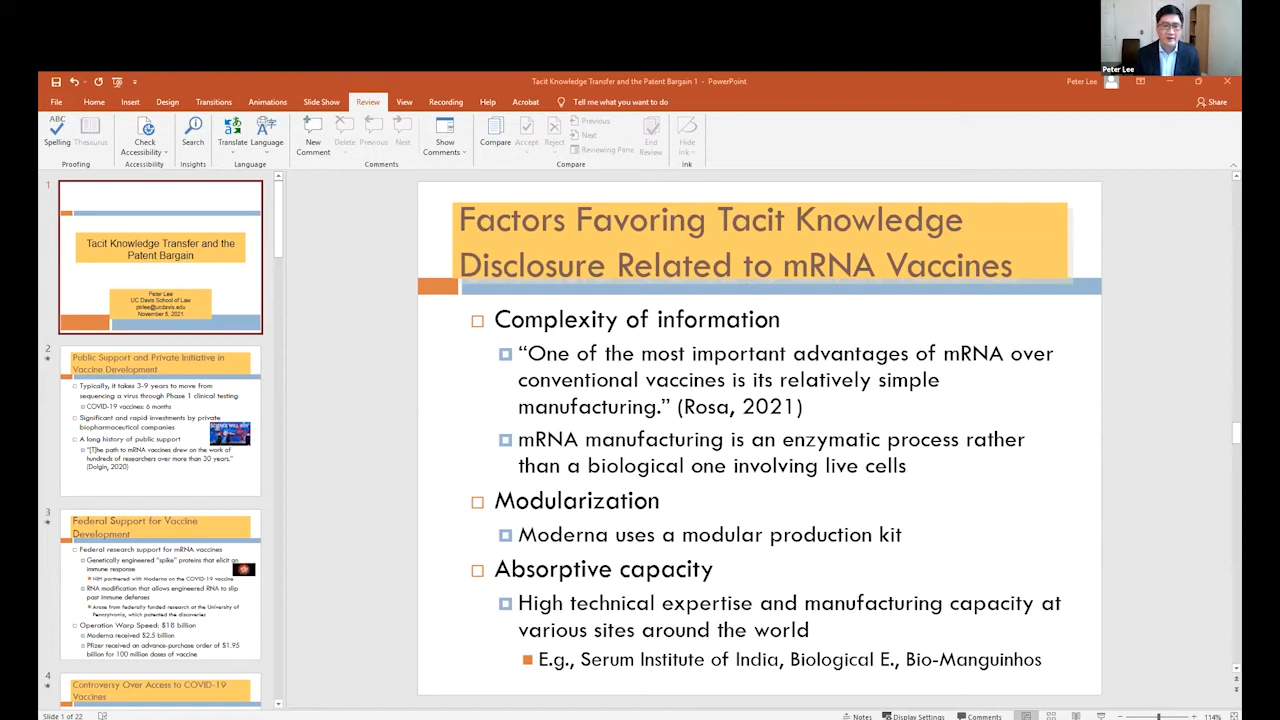 Peter Lee
Tacit Knowledge Transfer and the Patent Bargain 1 - PowerPoint
Peter Lee
File Home Insert Design Transitions Animations Slide Show Review View Recording Help Acrobat Tell me what you want to do Share
ABC
Spelling Thesaurus Check Accessibility Search Translate Language New Comment Delete Previous Next Show Comments Compare Accept Reject Previous Next Reviewing Pane End Review Hide Ink
Proofing Accessibility Insights Language Comments Compare Ink
1
Tacit Knowledge Transfer and the
Patent Bargain
Peter Lee
UC Davis School of Law
ptrlee@ucdavis.edu
November 5, 2021
2
Public Support and Private Initiative in
Vaccine Development
Typically, it takes 3-9 years to move from
sequencing a virus through Phase 1 clinical testing
COVID-19 vaccines: 6 months
Significant and rapid investments by private
biopharmaceutical companies
SCIENCE WILL WIN
A long history of public support
"[T]he path to mRNA vaccines drew on the work of
hundreds of researchers over more than 30 years."
(Dolgin, 2020)
3
Federal Support for Vaccine
Development
Federal research support for mRNA vaccines
Genetically engineered "spike" proteins that elicit an
immune response
NIH partnered with Moderna on the COVID-19 vaccine
RNA modification that allows engineered RNA to slip
past immune defenses
Arose from federally funded research at the University of
Pennsylvania, which patented the discoveries
Operation Warp Speed: $18 billion
Moderna received $2.5 billion
Pfizer received an advance-purchase order of $1.95
billion for 100 million doses of vaccine
4
Controversy Over Access to COVID-19
Vaccines
Factors Favoring Tacit Knowledge
Disclosure Related to mRNA Vaccines
Complexity of information
“One of the most important advantages of mRNA over
conventional vaccines is its relatively simple
manufacturing.” (Rosa, 2021)
mRNA manufacturing is an enzymatic process rather
than a biological one involving live cells
Modularization
Moderna uses a modular production kit
Absorptive capacity
High technical expertise and manufacturing capacity at
various sites around the world
E.g., Serum Institute of India, Biological E., Bio-Manguinhos
Slide 1 of 22 Notes Display Settings Comments 114%